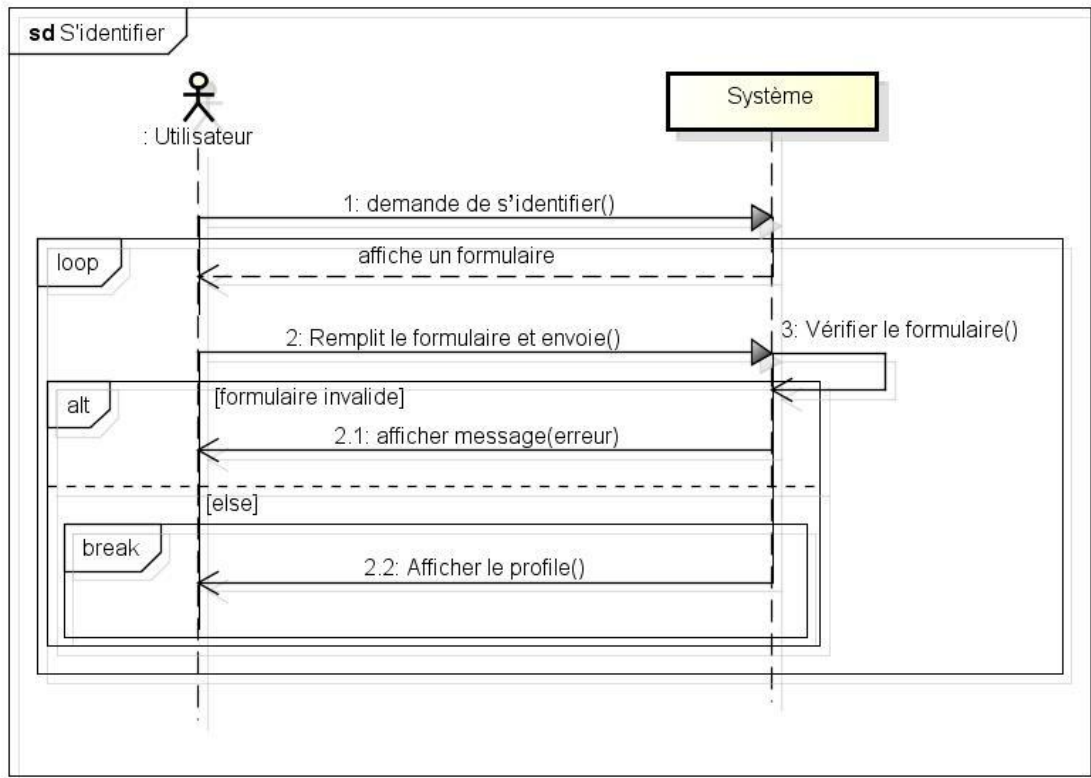 sd S'identifier
Système
: Utilisateur
1: demande de s’identifier()
loop
affiche un formulaire
2: Remplit le formulaire et envoie()
3: Vérifier le formulaire()
alt
[formulaire invalide]
2.1: afficher message(erreur)
[else]
break
2.2: Afficher le profile()